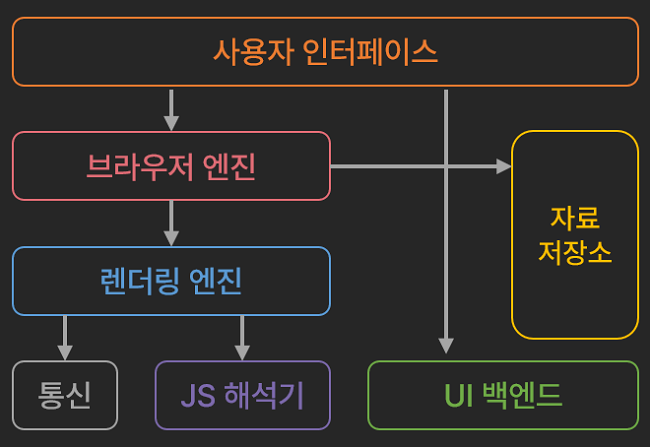 사용자 인터페이스
브라우저 엔진
자료
저장소
렌더링 엔진
통신
JS 해석기
UI 백엔드